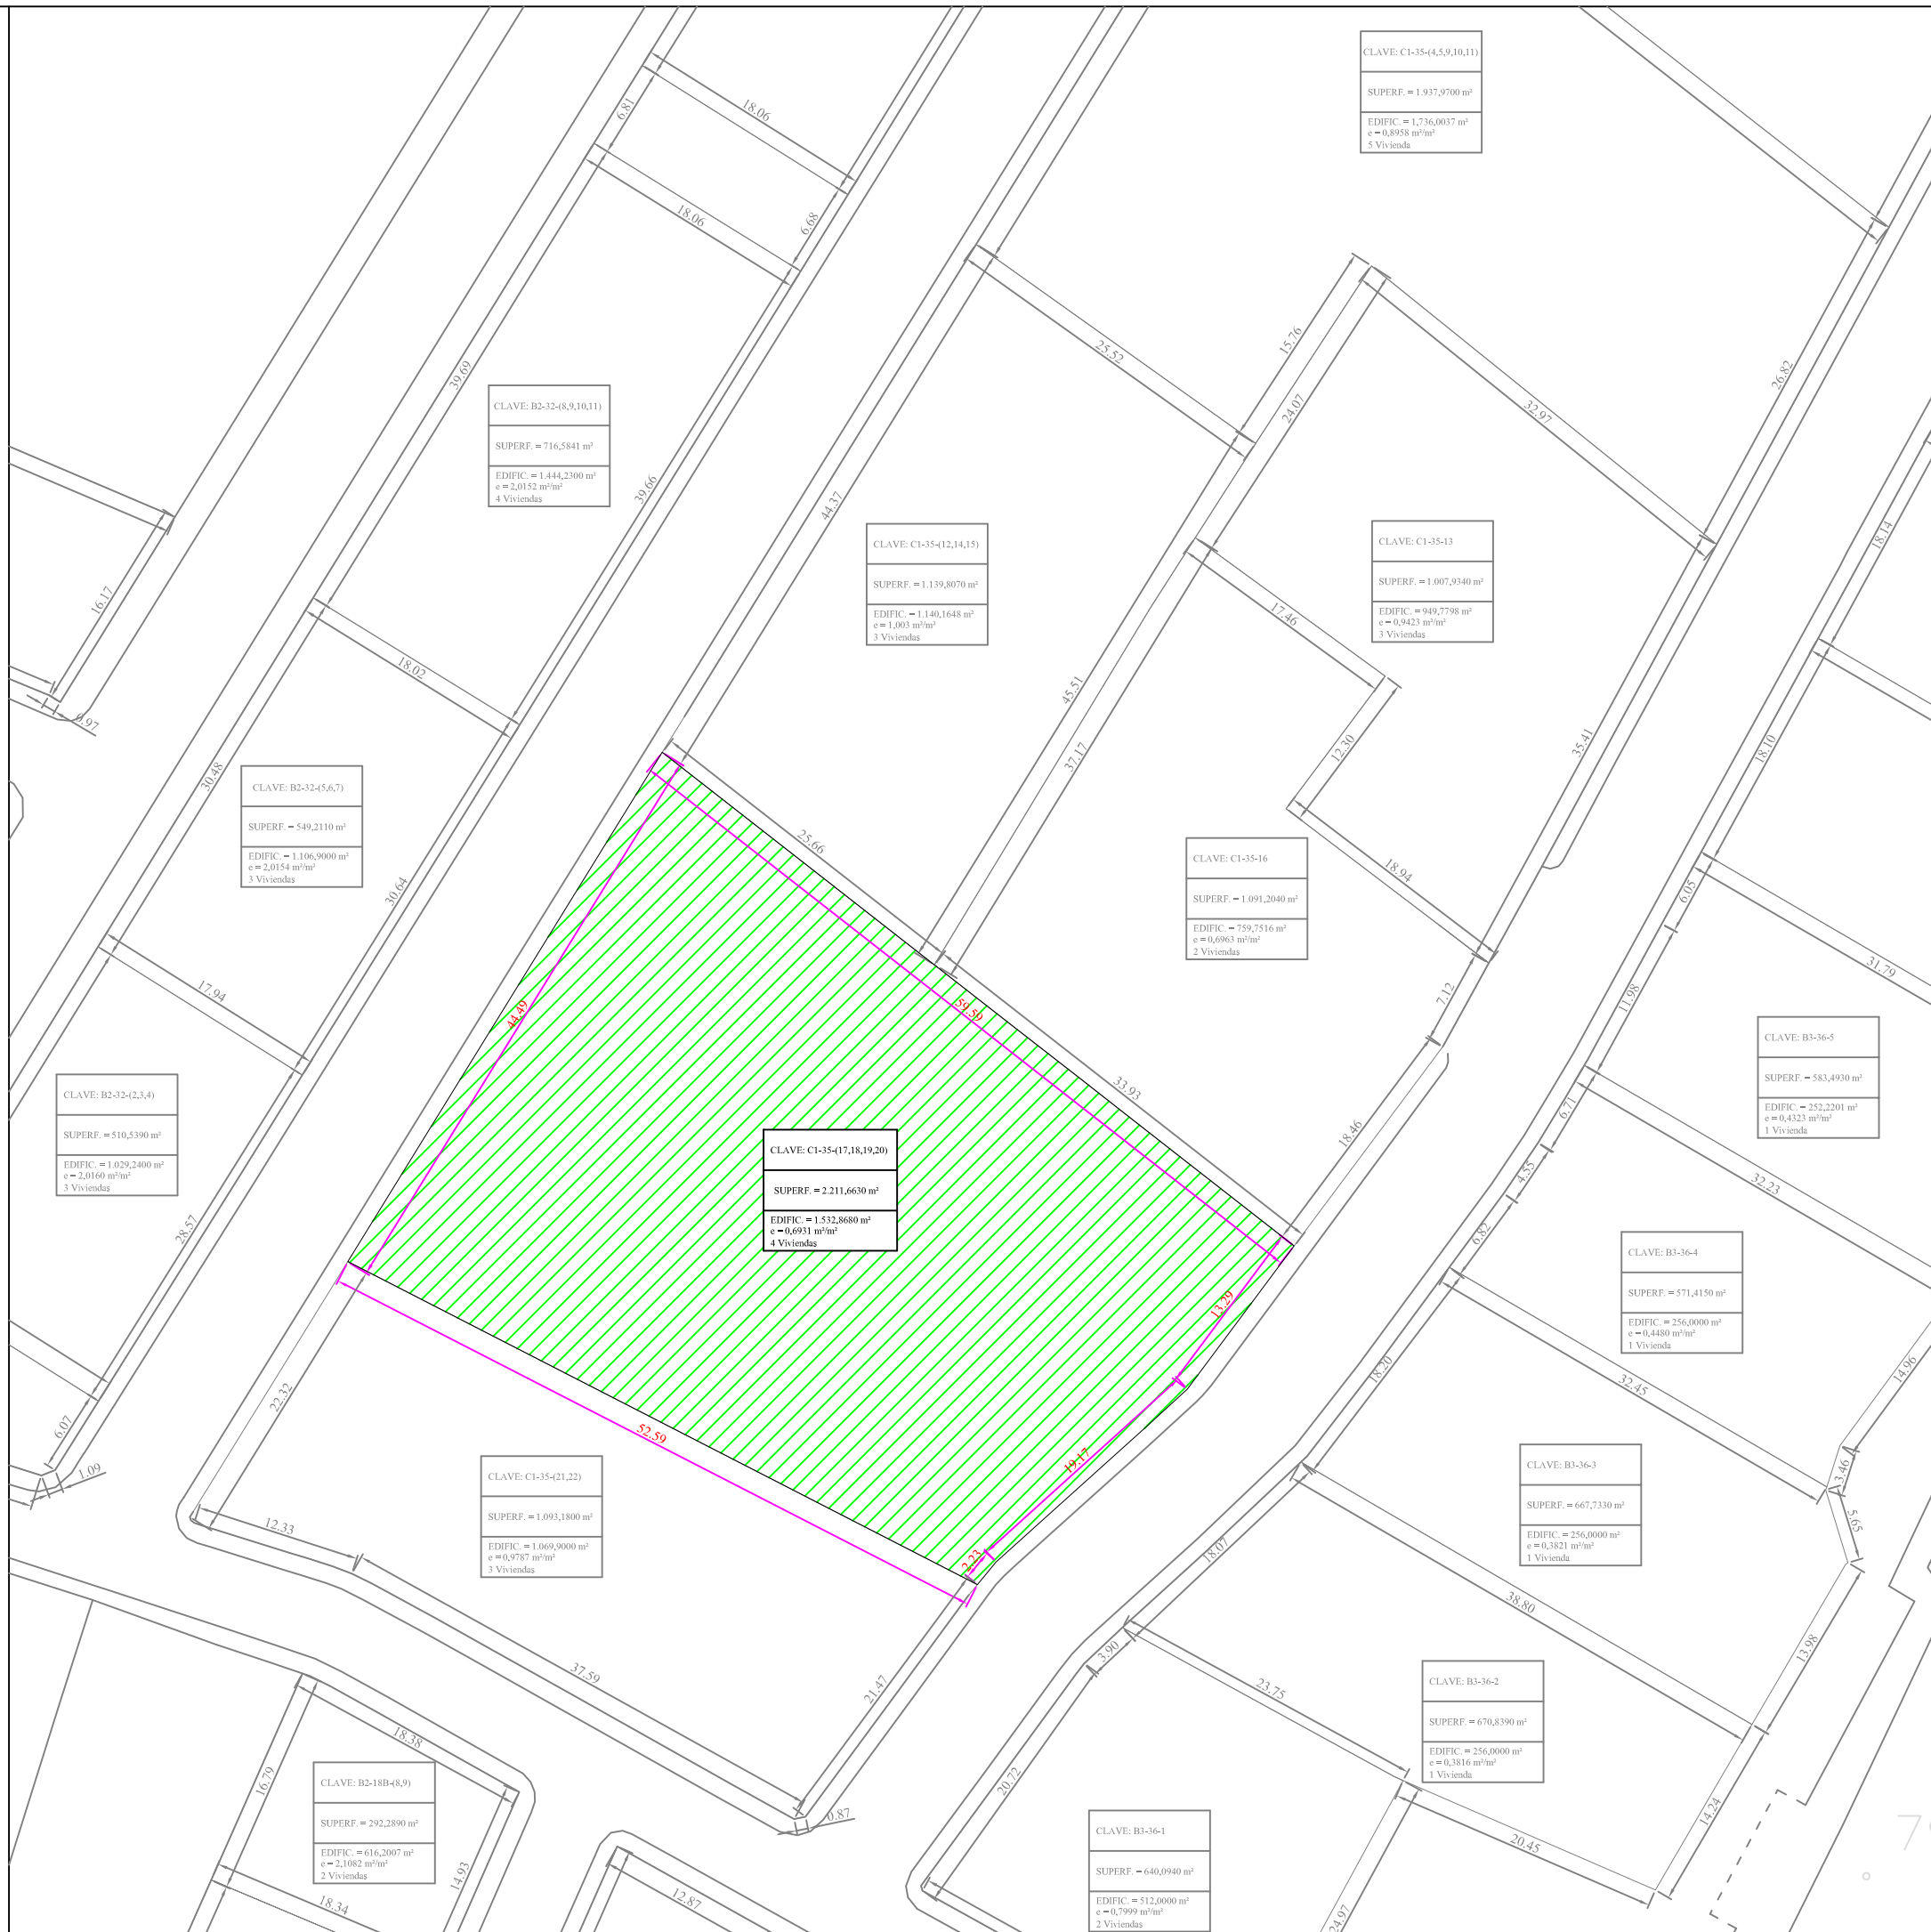 CLAVE: C1-35-(4,5,9,10,11)
SUPERF. = 1.937,9700 m²
EDIFIC. = 1,736,0037 m²
e = 0,8958 m²/m²
5 Vivienda
18.06
6.81
18.06
6.68
25.52
15.76
24.07
32.97
26.82
39.69
CLAVE: B2-32-(8,9,10,11)
SUPERF. = 716,5841 m²
EDIFIC. = 1.444,2300 m²
e = 2,0152 m²/m²
4 Viviendas
39.66
44.37
CLAVE: C1-35-(12,14,15)
SUPERF. = 1.139,8070 m²
EDIFIC. = 1.140,1648 m²
e = 1,003 m²/m²
3 Viviendas
CLAVE: C1-35-13
SUPERF. = 1.007,9340 m²
EDIFIC. = 949,7798 m²
e = 0,9423 m²/m²
3 Viviendas
18.14
16.17
17.46
18.02
45.51
0.97
37.17
12.30
35.41
18.10
30.48
CLAVE: B2-32-(5,6,7)
SUPERF. = 549,2110 m²
EDIFIC. = 1.106,9000 m²
e = 2,0154 m²/m²
3 Viviendas
30.64
25.66
CLAVE: C1-35-16
SUPERF. = 1.091,2040 m²
EDIFIC. = 759,7516 m²
e = 0,6963 m²/m²
2 Viviendas
18.94
6.05
31.79
17.94
44.49
59.59
7.12
11.98
CLAVE: B3-36-5
SUPERF. = 583,4930 m²
EDIFIC. = 252,2201 m²
e = 0,4323 m²/m²
1 Vivienda
CLAVE: B2-32-(2,3,4)
SUPERF. = 510,5390 m²
EDIFIC. = 1.029,2400 m²
e = 2,0160 m²/m²
3 Viviendas
33.93
18.46
6.71
4.55
32.23
28.57
CLAVE: C1-35-(17,18,19,20)
SUPERF. = 2.211,6630 m²
EDIFIC. = 1.532,8680 m²
e = 0,6931 m²/m²
4 Viviendas
6.82
CLAVE: B3-36-4
SUPERF. = 571,4150 m²
EDIFIC. = 256,0000 m²
e = 0,4480 m²/m²
1 Vivienda
13.29
18.20
32.45
14.96
22.32
52.59
6.07
1.09
19.17
CLAVE: B3-36-3
SUPERF. = 667,7330 m²
EDIFIC. = 256,0000 m²
e = 0,3821 m²/m²
1 Vivienda
3.46
5.65
12.33
CLAVE: C1-35-(21,22)
SUPERF. = 1.093,1800 m²
EDIFIC. = 1.069,9000 m²
e = 0,9787 m²/m²
3 Viviendas
2.23
18.07
38.80
3.90
13.98
37.59
21.47
23.75
CLAVE: B3-36-2
SUPERF. = 670,8390 m²
EDIFIC. = 256,0000 m²
e = 0,3816 m²/m²
1 Vivienda
18.38
16.79
CLAVE: B2-18B-(8,9)
SUPERF. = 292,2890 m²
EDIFIC. = 616,2007 m²
e = 2,1082 m²/m²
2 Viviendas
20.72
0.87
14.24
20.45
CLAVE: B3-36-1
SUPERF. = 640,0940 m²
EDIFIC. = 512,0000 m²
e = 0,7999 m²/m²
2 Viviendas
14.93
12.87
18.34
24.97